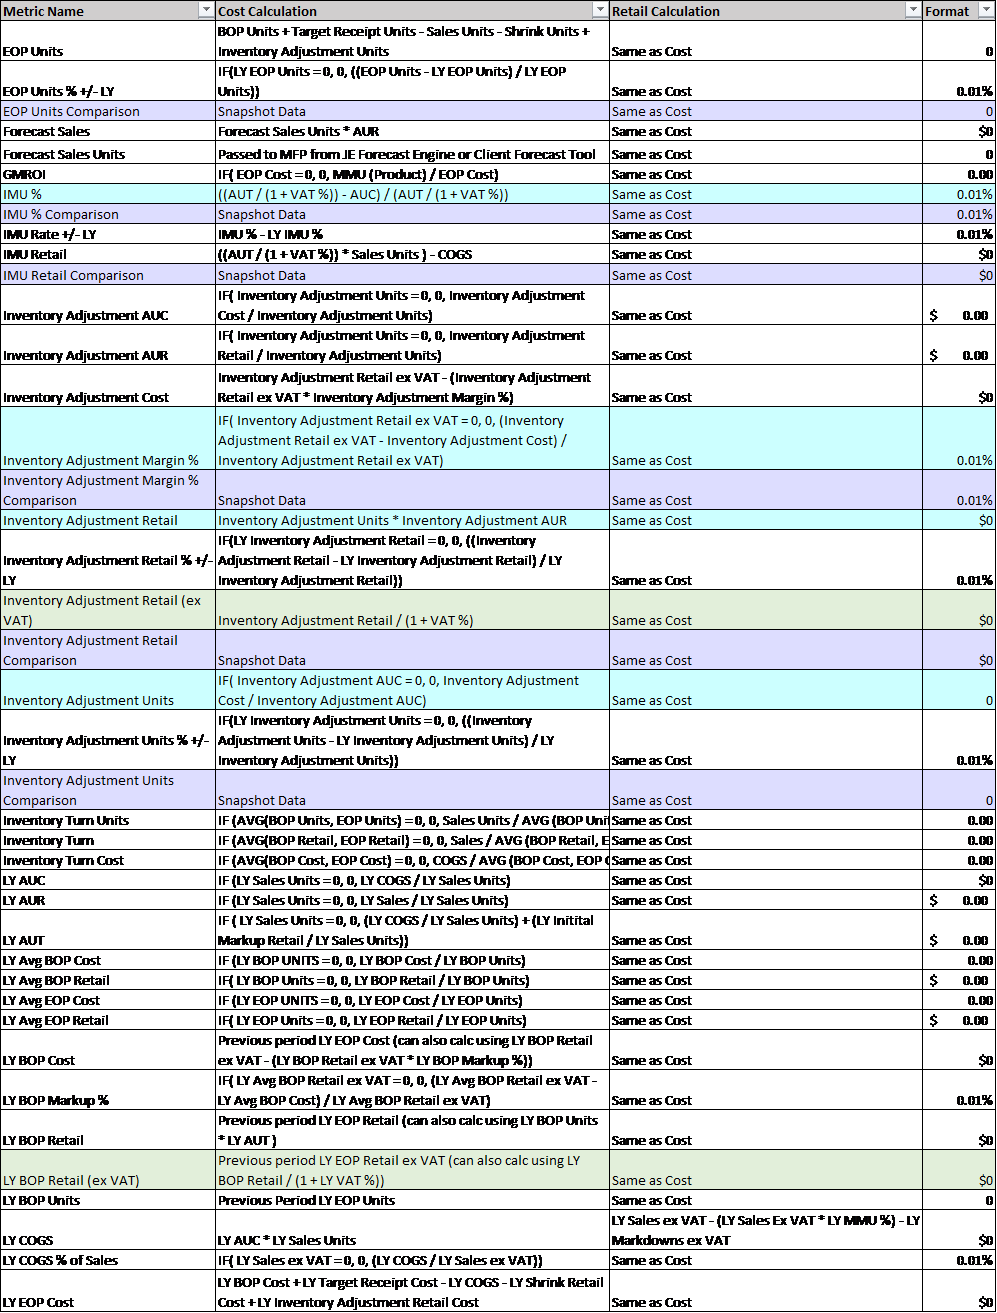 Metric Name Cost Calculation Retail Calculation Format
BOP Units + Target Receipt Units - Sales Units - Shrink Units +
EOP Units Inventory Adjustment Units Same as Cost 0
IF(LY EOP Units = 0, 0, ((EOP Units - LY EOP Units) / LY EOP
EOP Units % +/- LY Units)) Same as Cost 0.01%
EOP Units Comparison Snapshot Data Same as Cost 0
Forecast Sales Forecast Sales Units * AUR Same as Cost $0
Forecast Sales Units Passed to MFP from JE Forecast Engine or Client Forecast Tool Same as Cost 0
GMROI IF( EOP Cost = 0, 0, MMU (Product) / EOP Cost) Same as Cost 0.00
IMU % ((AUT / (1 + VAT %)) - AUC) / (AUT / (1 + VAT %)) Same as Cost 0.01%
IMU % Comparison Snapshot Data Same as Cost 0.01%
IMU Rate +/- LY IMU % - LY IMU % Same as Cost 0.01%
IMU Retail ((AUT / (1 + VAT %)) * Sales Units ) - COGS Same as Cost $0
IMU Retail Comparison Snapshot Data Same as Cost $0
IF( Inventory Adjustment Units = 0, 0, Inventory Adjustment
Inventory Adjustment AUC Cost / Inventory Adjustment Units) Same as Cost $ 0.00
IF( Inventory Adjustment Units = 0, 0, Inventory Adjustment
Inventory Adjustment AUR Retail / Inventory Adjustment Units) Same as Cost $ 0.00
Inventory Adjustment Retail ex VAT - (Inventory Adjustment
Inventory Adjustment Cost Retail ex VAT * Inventory Adjustment Margin %) Same as Cost $0
IF( Inventory Adjustment Retail ex VAT = 0, 0, (Inventory
Adjustment Retail ex VAT - Inventory Adjustment Cost) /
Inventory Adjustment Margin % Inventory Adjustment Retail ex VAT) Same as Cost 0.01%
Inventory Adjustment Margin %
Comparison Snapshot Data Same as Cost 0.01%
Inventory Adjustment Retail Inventory Adjustment Units * Inventory Adjustment AUR Same as Cost $0
IF(LY Inventory Adjustment Retail = 0, 0, ((Inventory
Inventory Adjustment Retail % +/- Adjustment Retail - LY Inventory Adjustment Retail) / LY
LY Inventory Adjustment Retail)) Same as Cost 0.01%
Inventory Adjustment Retail (ex
VAT) Inventory Adjustment Retail / (1 + VAT %) Same as Cost $0
Inventory Adjustment Retail
Comparison Snapshot Data Same as Cost $0
IF( Inventory Adjustment AUC = 0, 0, Inventory Adjustment
Inventory Adjustment Units Cost / Inventory Adjustment AUC) Same as Cost 0
IF(LY Inventory Adjustment Units = 0, 0, ((Inventory
Inventory Adjustment Units % +/- Adjustment Units - LY Inventory Adjustment Units) / LY
LY Inventory Adjustment Units)) Same as Cost 0.01%
Inventory Adjustment Units
Comparison Snapshot Data Same as Cost 0
Inventory Turn Units IF (AVG(BOP Units, EOP Units) = 0, 0, Sales Units / AVG (BOP Uni Same as Cost 0.00
Inventory Turn IF (AVG(BOP Retail, EOP Retail) = 0, 0, Sales / AVG (BOP Retail, E Same as Cost 0.00
Inventory Turn Cost IF (AVG(BOP Cost, EOP Cost) = 0, 0, COGS / AVG (BOP Cost, EOP C Same as Cost 0.00
LY AUC IF (LY Sales Units = 0, 0, LY COGS / LY Sales Units) Same as Cost $0
LY AUR IF (LY Sales Units = 0, 0, LY Sales / LY Sales Units) Same as Cost $ 0.00
IF ( LY Sales Units = 0, 0, (LY COGS / LY Sales Units) + (LY Initital
LY AUT Markup Retail / LY Sales Units)) Same as Cost $ 0.00
LY Avg BOP Cost IF (LY BOP UNITS = 0, 0, LY BOP Cost / LY BOP Units) Same as Cost 0.00
LY Avg BOP Retail IF( LY BOP Units = 0, 0, LY BOP Retail / LY BOP Units) Same as Cost $ 0.00
LY Avg EOP Cost IF (LY EOP UNITS = 0, 0, LY EOP Cost / LY EOP Units) Same as Cost 0.00
LY Avg EOP Retail IF( LY EOP Units = 0, 0, LY EOP Retail / LY EOP Units) Same as Cost $ 0.00
Previous period LY EOP Cost (can also calc using LY BOP Retail
LY BOP Cost ex VAT - (LY BOP Retail ex VAT * LY BOP Markup %)) Same as Cost $0
IF( LY Avg BOP Retail ex VAT = 0, 0, (LY Avg BOP Retail ex VAT -
LY BOP Markup % LY Avg BOP Cost) / LY Avg BOP Retail ex VAT) Same as Cost 0.01%
Previous period LY EOP Retail (can also calc using LY BOP Units
LY BOP Retail * LY AUT ) Same as Cost $0
Previous period LY EOP Retail ex VAT (can also calc using LY
LY BOP Retail (ex VAT) BOP Retail / (1 + LY VAT %)) Same as Cost $0
LY BOP Units Previous Period LY EOP Units Same as Cost 0
LY Sales ex VAT - (LY Sales Ex VAT * LY MMU %) - LY
LY COGS LY AUC * LY Sales Units Markdowns ex VAT $0
LY COGS % of Sales IF( LY Sales ex VAT = 0, 0, (LY COGS / LY Sales ex VAT)) Same as Cost 0.01%
LY BOP Cost + LY Target Receipt Cost - LY COGS - LY Shrink Retail
LY EOP Cost Cost + LY Inventory Adjustment Retail Cost Same as Cost $0